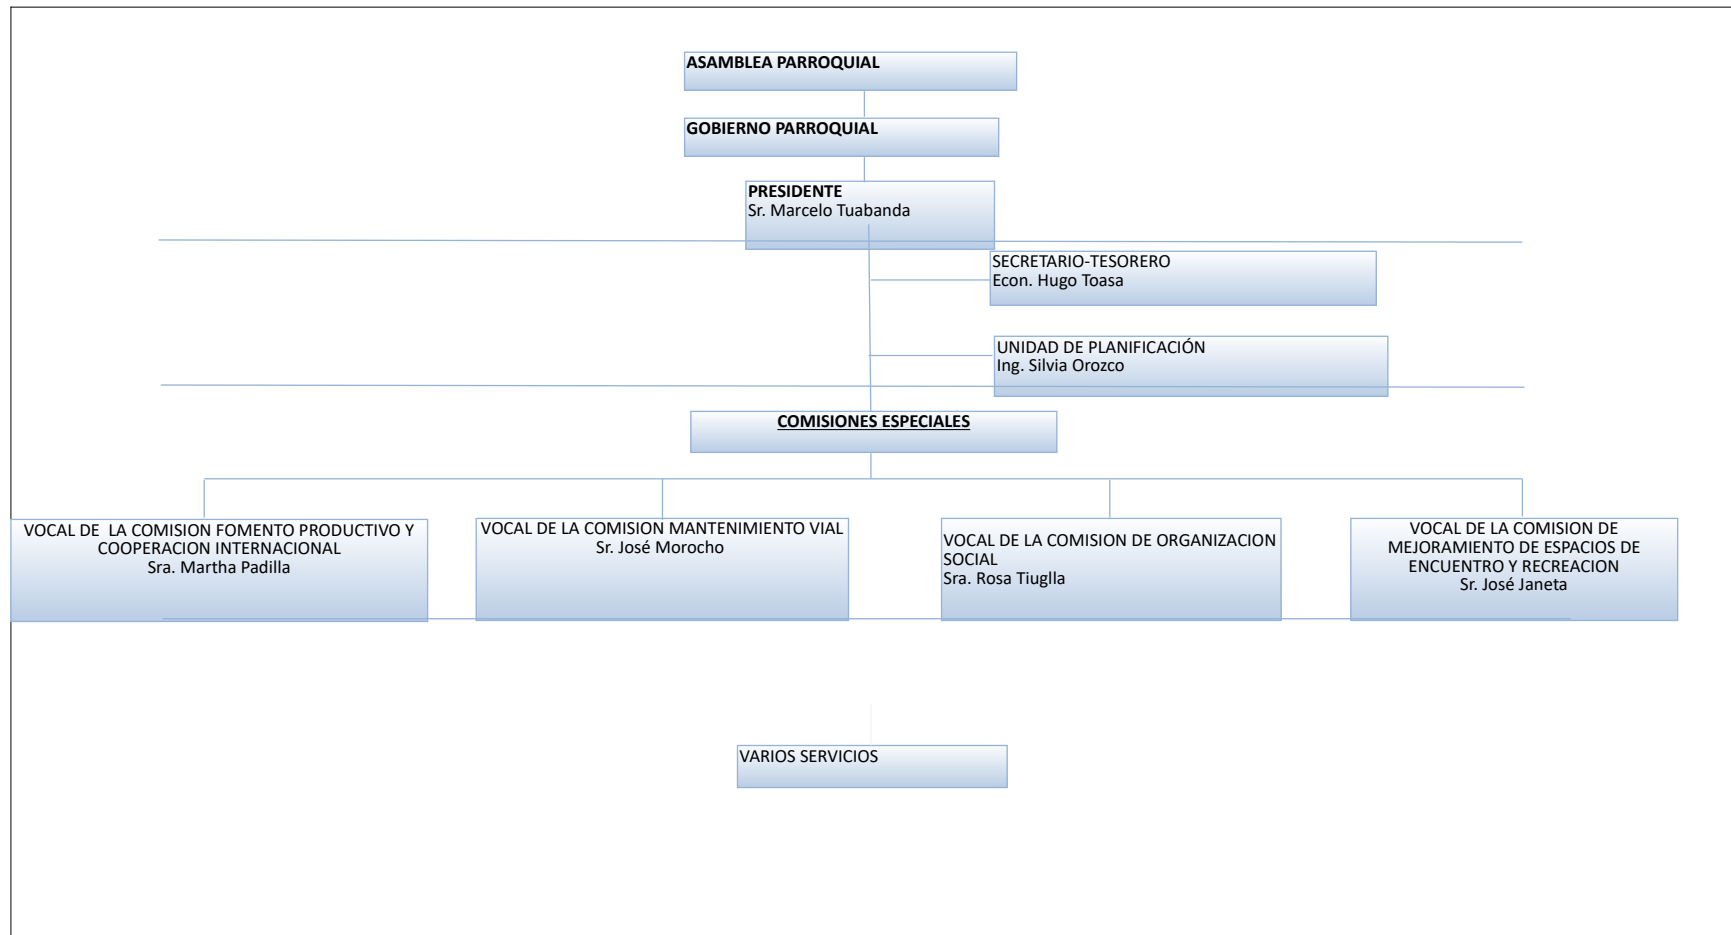 ASAMBLEA PARROQUIAL
GOBIERNO PARROQUIAL
PRESIDENTE
Sr. Marcelo Tuabanda
SECRETARIO-TESORERO
Econ. Hugo Toasa
UNIDAD DE PLANIFICACIÓN
Ing. Silvia Orozco
COMISIONES ESPECIALES
VOCAL DE LA COMISION FOMENTO PRODUCTIVO Y
COOPERACION INTERNACIONAL
Sra. Martha Padilla
VOCAL DE LA COMISION MANTENIMIENTO VIAL
Sr. José Morocho
VOCAL DE LA COMISION DE ORGANIZACION
SOCIAL
Sra. Rosa Tiuglla
VOCAL DE LA COMISION DE
MEJORAMIENTO DE ESPACIOS DE
ENCUENTRO Y RECREACION
Sr. José Janeta
VARIOS SERVICIOS